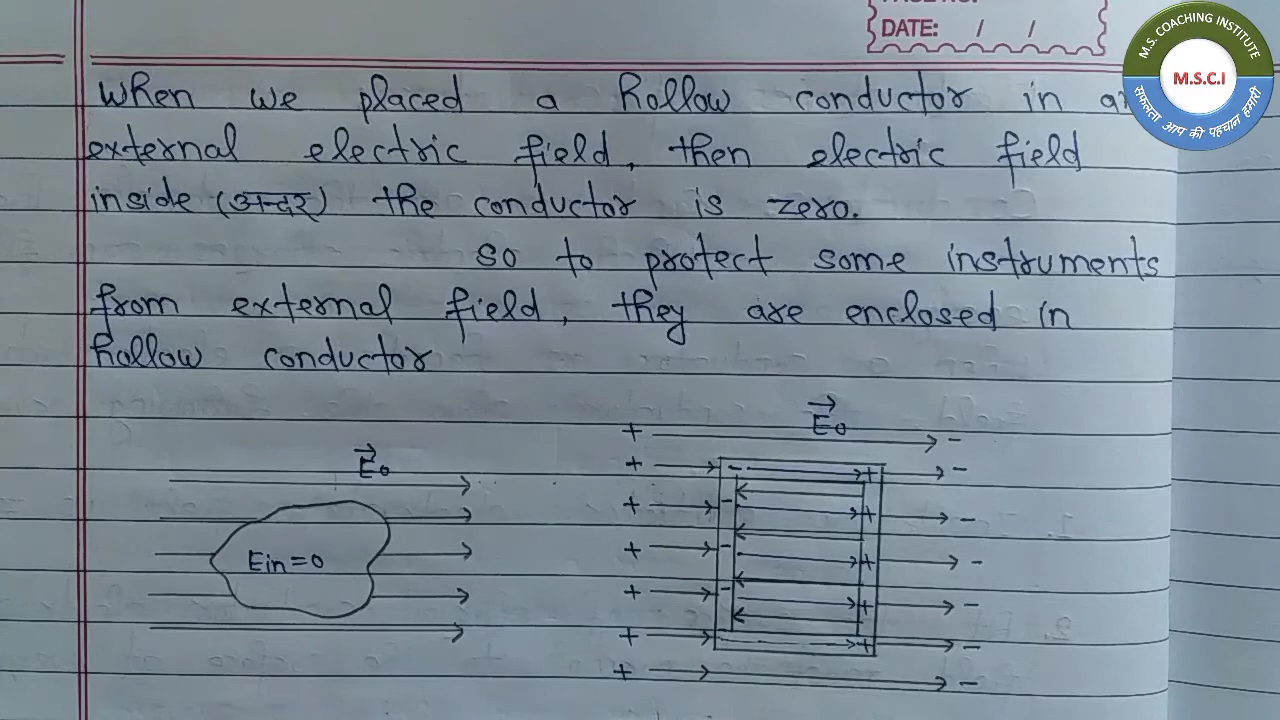 DATE: / /
M.S. COACHING INSTITUTE
M.S.C.I
सफलता आप की पहचान हमारी
When we placed a hollow conductor in an
external electric field, then electric field
inside (अन्दर) the conductor is zero.
so to protect some instruments
from external field, they are enclosed in
hollow conductor
E₀
Ein=0
E₀
+ -
+ - + -
+ - + -
+ - + -
+ - + -
+ + -
+ -